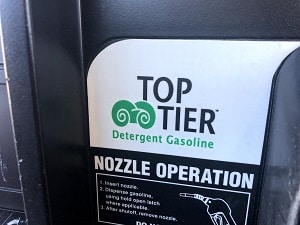 TOP
TIER™
Detergent Gasoline
NOZZLE OPERATION
1. Insert nozzle.
2. Dispense gasoline,
using hold open latch
where applicable.
3. After shutoff, remove nozzle.